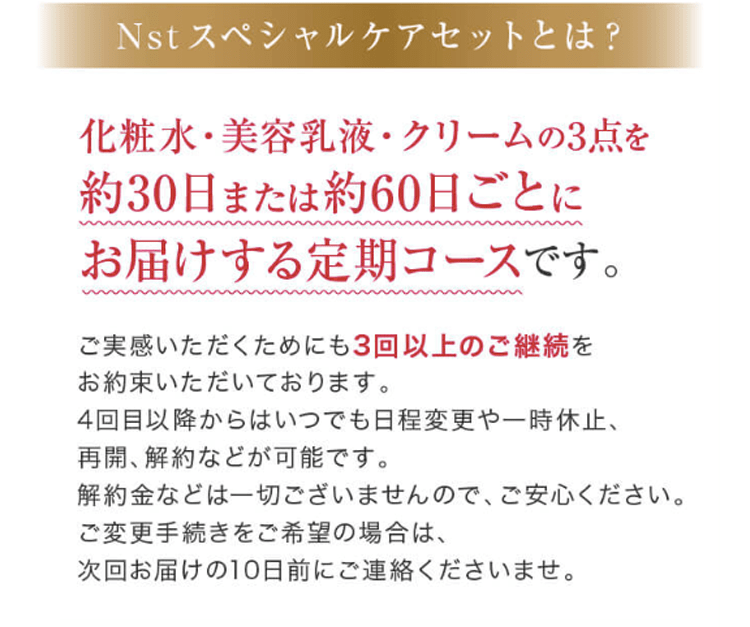 Nstスペシャルケアセットとは？
化粧水・美容乳液・クリームの3点を
約30日または約60日ごとに
お届けする定期コースです。
ご実感いただくためにも3回以上のご継続を
お約束いただいております。
4回目以降からはいつでも日程変更や一時休止、
再開、解約などが可能です。
解約金などは一切ございませんので、ご安心ください。
ご変更手続きをご希望の場合は、
次回お届けの10日前にご連絡くださいませ。